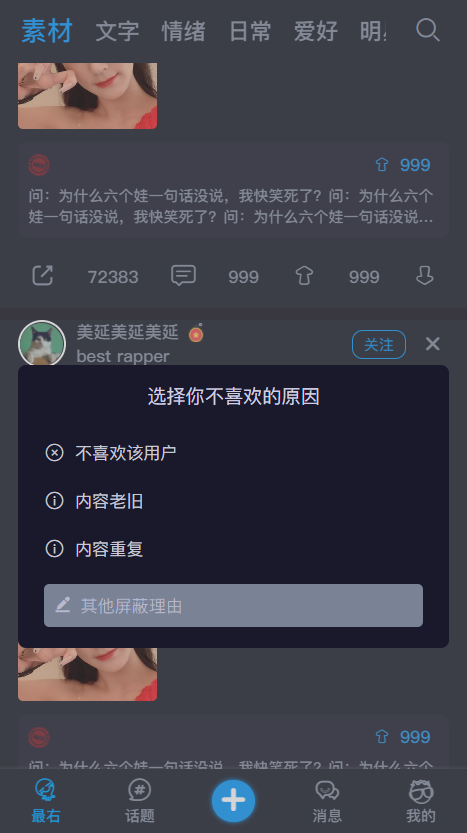 素材 文字 情绪 日常 爱好 明
999
问：为什么六个娃一句话没说，我快笑死了？问：为什么六个
娃一句话没说，我快笑死了？问：为什么六个娃一句话没说...
72383 999 999
美延美延美延
best rapper
关注
选择你不喜欢的原因
不喜欢该用户
内容老旧
内容重复
其他屏蔽理由
999
问：为什么六个娃一句话没说，我快笑死了？问：为什么六个
最右 话题 消息 我的